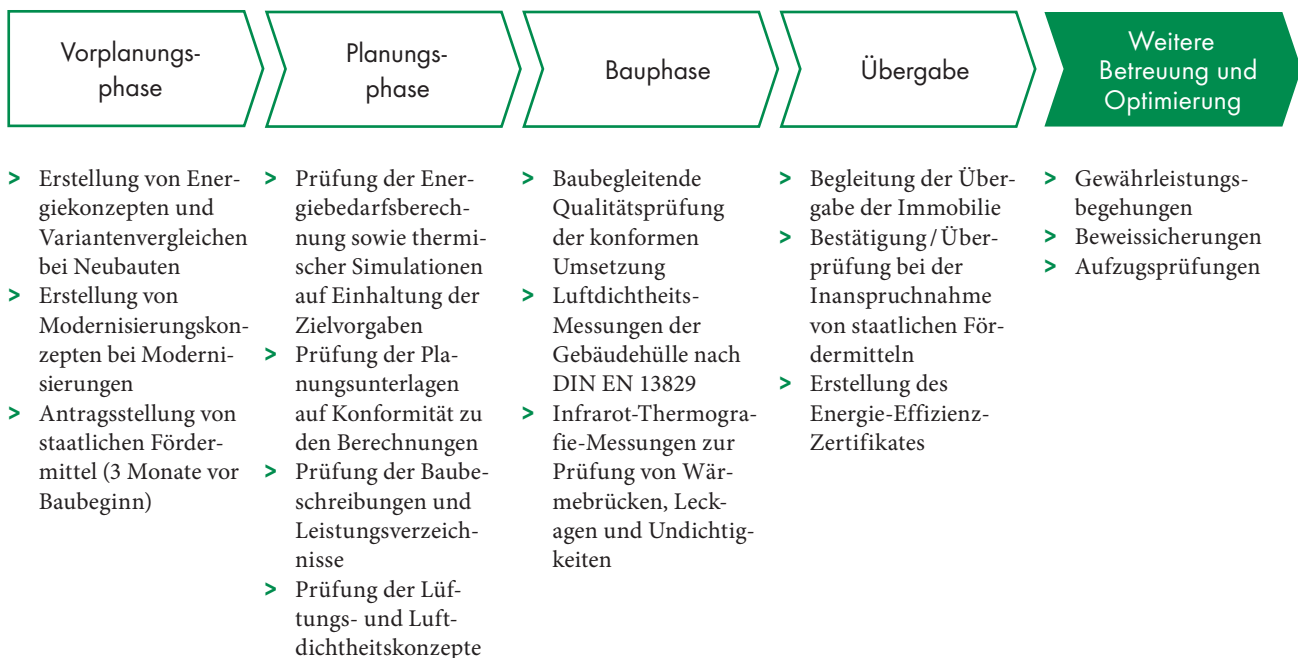 Vorplanungs-
phase
Planungs-
phase
Bauphase
Übergabe
Weitere
Betreuung und
Optimierung
> Erstellung von Ener-
giekonzepten und
Variantenvergleichen
bei Neubauten
> Erstellung von
Modernisierungskon-
zepten bei Moderni-
sierungen
> Antragsstellung von
staatlichen Förder-
mittel (3 Monate vor
Baubeginn)
> Prüfung der Ener-
giebedarfsberech-
nung sowie thermi-
scher Simulationen
auf Einhaltung der
Zielvorgaben
> Prüfung der Pla-
nungsunterlagen
auf Konformität zu
den Berechnungen
> Prüfung der Baube-
schreibungen und
Leistungsverzeich-
nisse
> Prüfung der Lüf-
tungs- und Luft-
dichtheitskonzepte
> Baubegleitende
Qualitätsprüfung
der konformen
Umsetzung
> Luftdichtheits-
Messungen der
Gebäudehülle nach
DIN EN 13829
> Infrarot-Thermogra-
fie-Messungen zur
Prüfung von Wär-
mebrücken, Leck-
agen und Undichtig-
keiten
> Begleitung der Über-
gabe der Immobilie
> Bestätigung/Über-
prüfung bei der
Inanspruchnahme
von staatlichen För-
dermitteln
> Erstellung des
Energie-Effizienz-
Zertifikates
> Gewährleistungs-
begehungen
> Beweissicherungen
> Aufzugsprüfungen